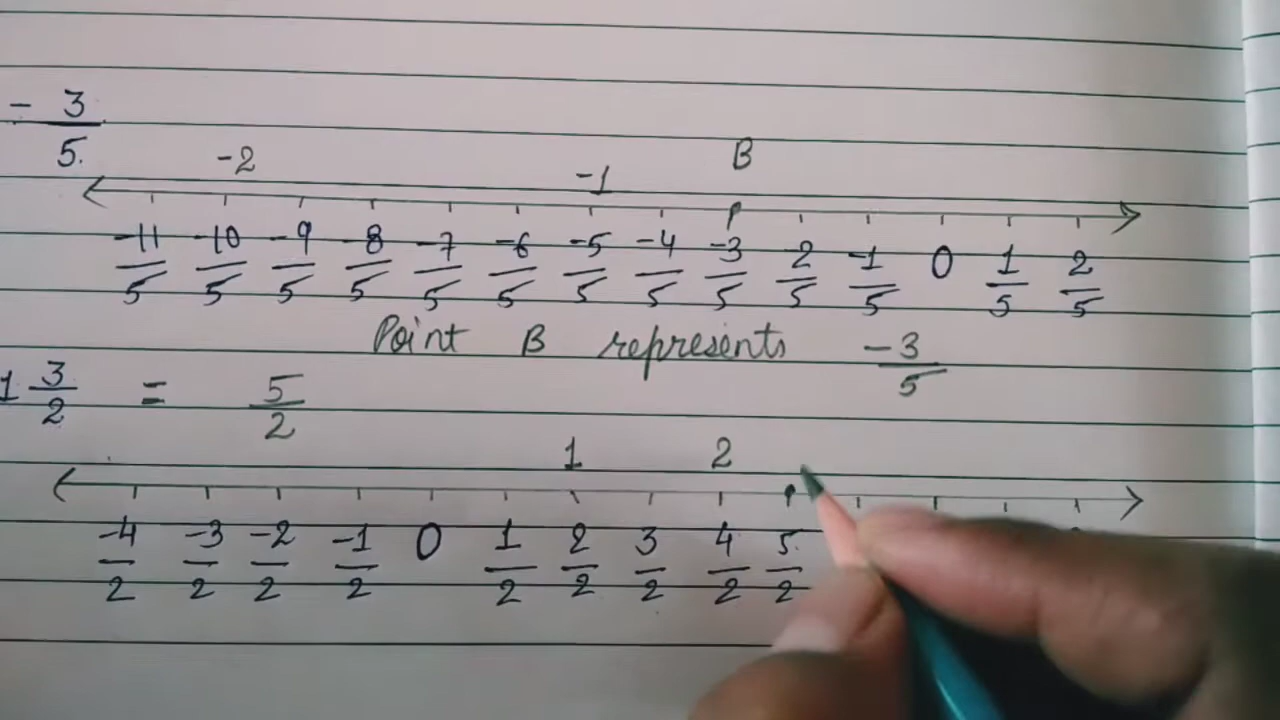 - 3/5.
-2 -1 B
-11/5 -10/5 -9/5 -8/5 -7/5 -6/5 -5/5 -4/5 -3/5 -2/5 -1/5 0 1/5 2/5
Point B represents -3/5
1 3/2 = 5/2
1 2
-4/2 -3/2 -2/2 -1/2 0 1/2 2/2 3/2 4/2 5/2